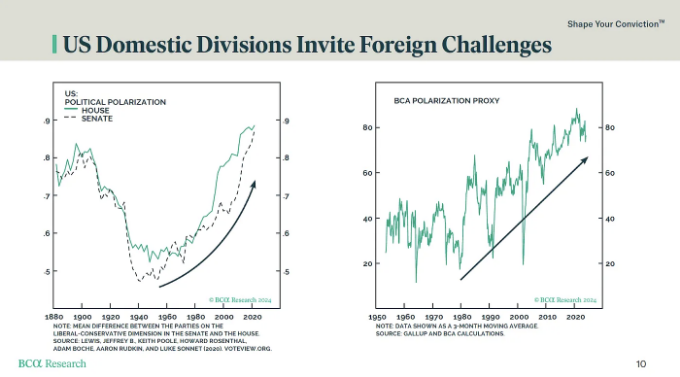 Shape Your Conviction™
US Domestic Divisions Invite Foreign Challenges
US:
POLITICAL POLARIZATION
HOUSE
SENATE
.9 .9
.8 .8
.7 .7
.6 .6
.5 .5
© BCα Research 2024
1880 1900 1920 1940 1960 1980 2000 2020
NOTE: MEAN DIFFERENCE BETWEEN THE PARTIES ON THE
LIBERAL-CONSERVATIVE DIMENSION IN THE SENATE AND THE HOUSE.
SOURCE: LEWIS, JEFFREY B., KEITH POOLE, HOWARD ROSENTHAL,
ADAM BOCHE, AARON RUDKIN, AND LUKE SONNET (2020). VOTEVIEW.ORG.
BCA POLARIZATION PROXY
80 80
60 60
40 40
20 20
© BCα Research 2024
1950 1960 1970 1980 1990 2000 2010 2020
NOTE: DATA SHOWN AS A 3-MONTH MOVING AVERAGE.
SOURCE: GALLUP AND BCA CALCULATIONS.
BCα Research
10